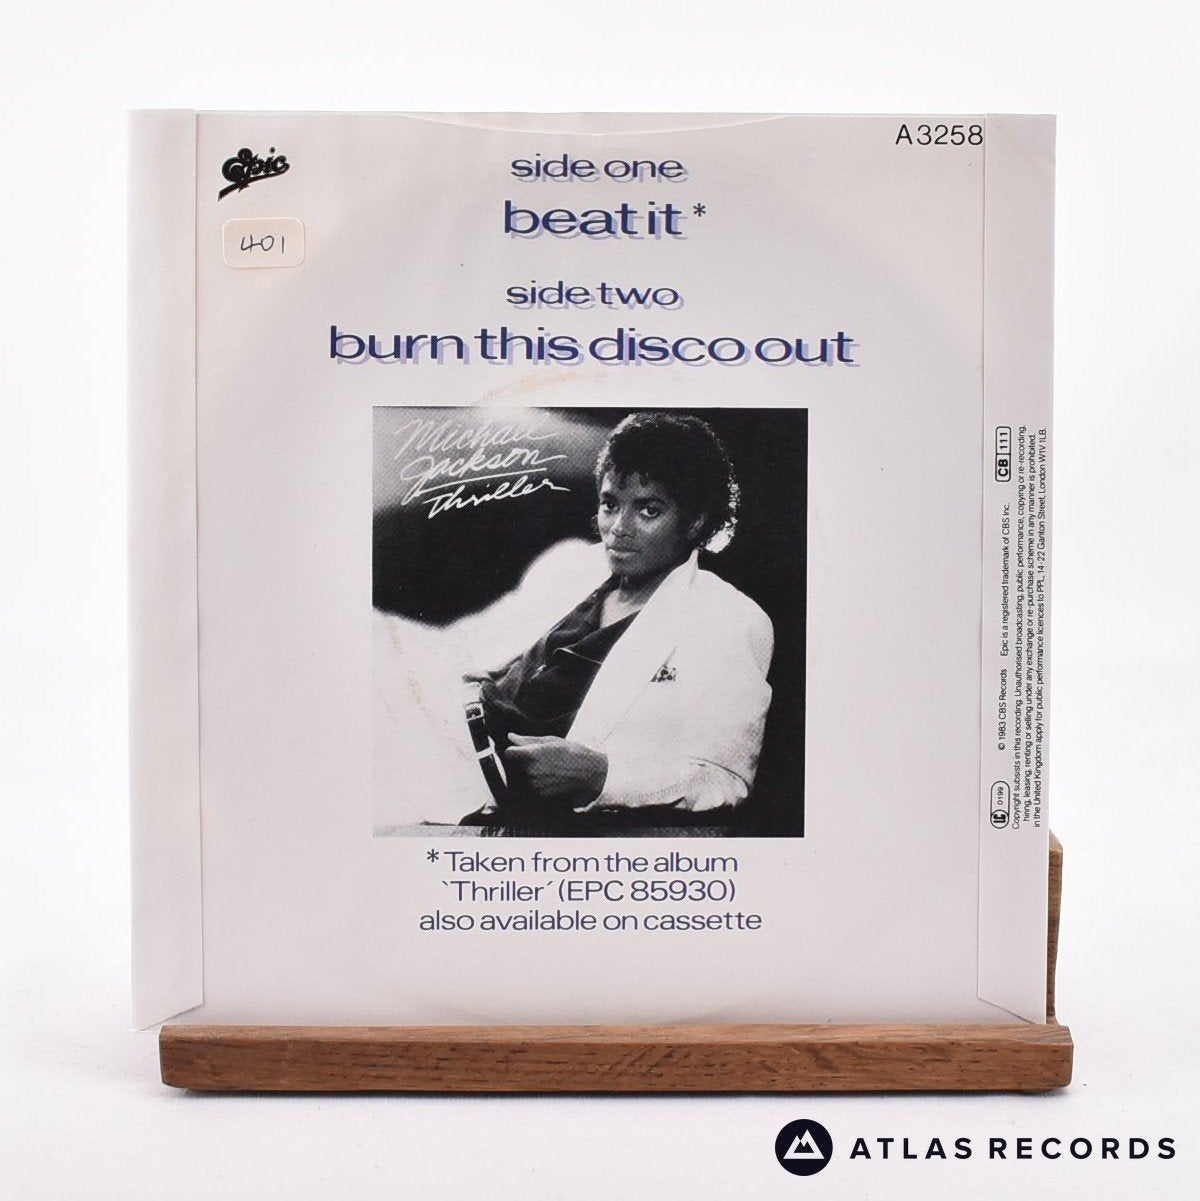 Epic
A3258
401
side one
beat it*
side two
burn this disco out
Michael
Jackson
Thriller
*Taken from the album
`Thriller´ (EPC 85930)
also available on cassette
LC 0199 © 1983 CBS Records Epic is a registered trademark of CBS Inc. CB 111
Copyright subsists in this recording. Unauthorised broadcasting, public performance, copying or re-recording,
hiring, leasing, renting or selling under any exchange or re-purchase scheme in any manner is prohibited.
in the United Kingdom apply for public performance licences to PPL, 14-22 Ganton Street, London W1V 1LB.
ATLAS RECORDS